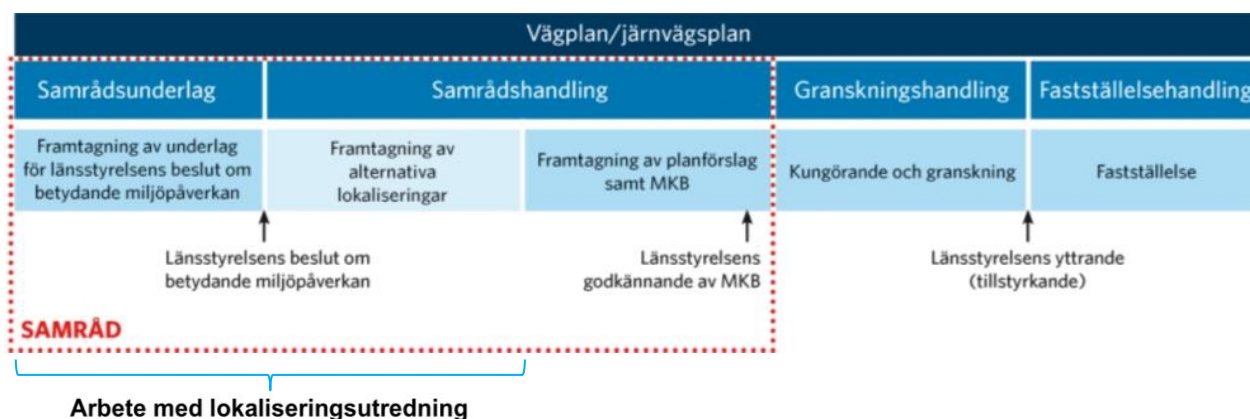 Vägplan/järnvägsplan
Samrådsunderlag
Samrådshandling
Granskningshandling
Fastställelsehandling
Framtagning av underlag
för länsstyrelsens beslut om
betydande miljöpåverkan
Framtagning av
alternativa
lokaliseringar
Framtagning av planförslag
samt MKB
Kungörande och granskning
Fastställelse
Länsstyrelsens beslut om
betydande miljöpåverkan
Länsstyrelsens
godkännande av MKB
Länsstyrelsens yttrande
(tillstyrkande)
SAMRÅD
Arbete med lokaliseringsutredning